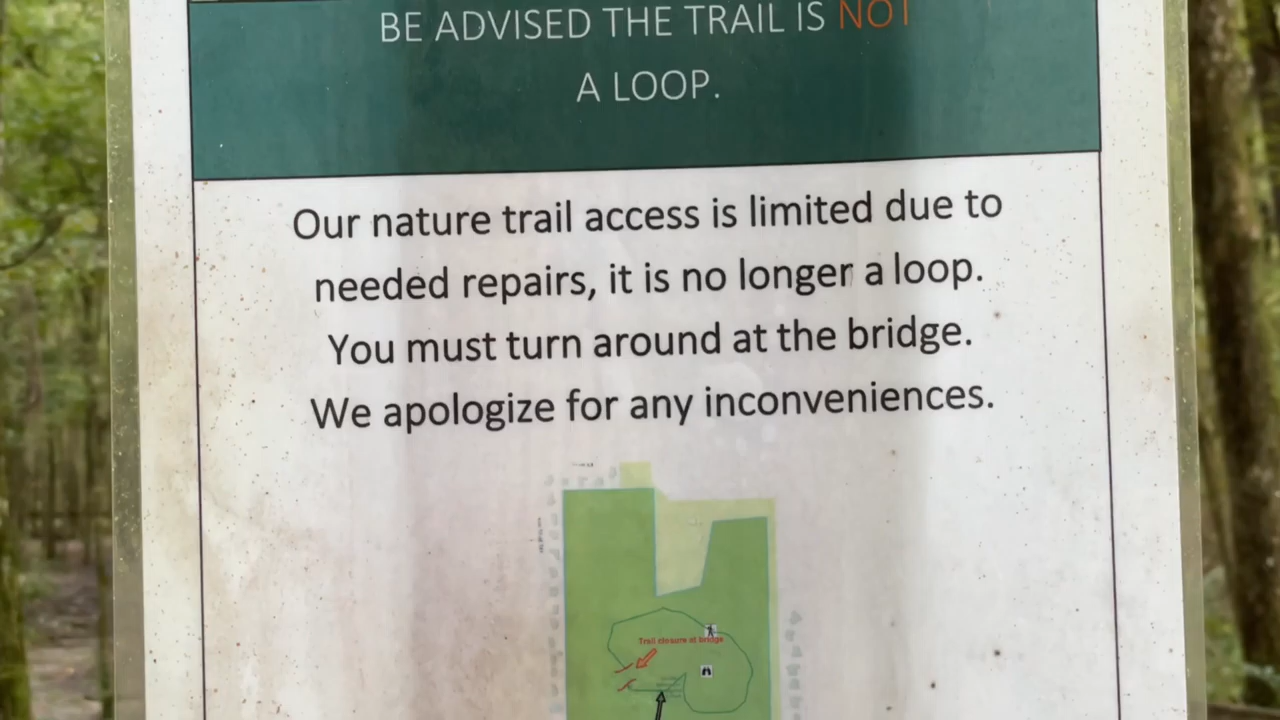 BE ADVISED THE TRAIL IS NOT
A LOOP.
Our nature trail access is limited due to
needed repairs, it is no longer a loop.
You must turn around at the bridge.
We apologize for any inconveniences.
Trail closure at bridge